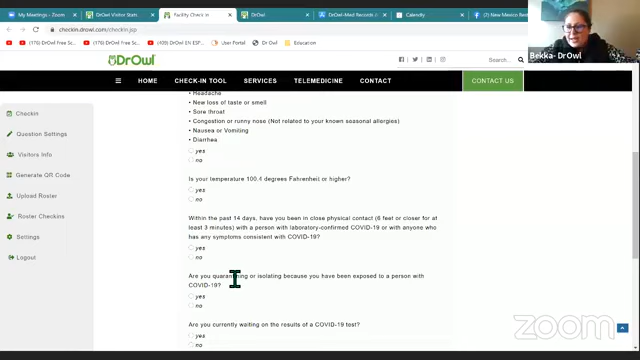 My Meetings - Zoom
DrOwl Visitor Stats
Facility Check in
DrOwl
DrOwl-Med Records A
Calendly
New Mexico Best
checkin.drowl.com/checkin.jsp
(176) DrOwl Free Sc...
(176) DrOwl Free Sc...
(409) DrOwl EN ESP...
User Portal
Dr Owl
Education
Bekka- DrOwl
DrOwl
HOME
CHECK-IN TOOL
SERVICES
TELEMEDICINE
CONTACT
CONTACT US
Checkin
Question Settings
Visitors Info
Generate QR Code
Upload Roster
Roster Checkins
Settings
Logout
• Headache
• New loss of taste or smell
• Sore throat
• Congestion or runny nose (Not related to your known seasonal allergies)
• Nausea or Vomiting
• Diarrhea
yes
no
Is your temperature 100.4 degrees Fahrenheit or higher?
yes
no
Within the past 14 days, have you been in close physical contact (6 feet or closer for at
least 3 minutes) with a person with laboratory-confirmed COVID-19 or with anyone who
has any symptoms consistent with COVID-19?
yes
no
Are you quarantining or isolating because you have been exposed to a person with
COVID-19?
yes
no
Are you currently waiting on the results of a COVID-19 test?
yes
no
zoom